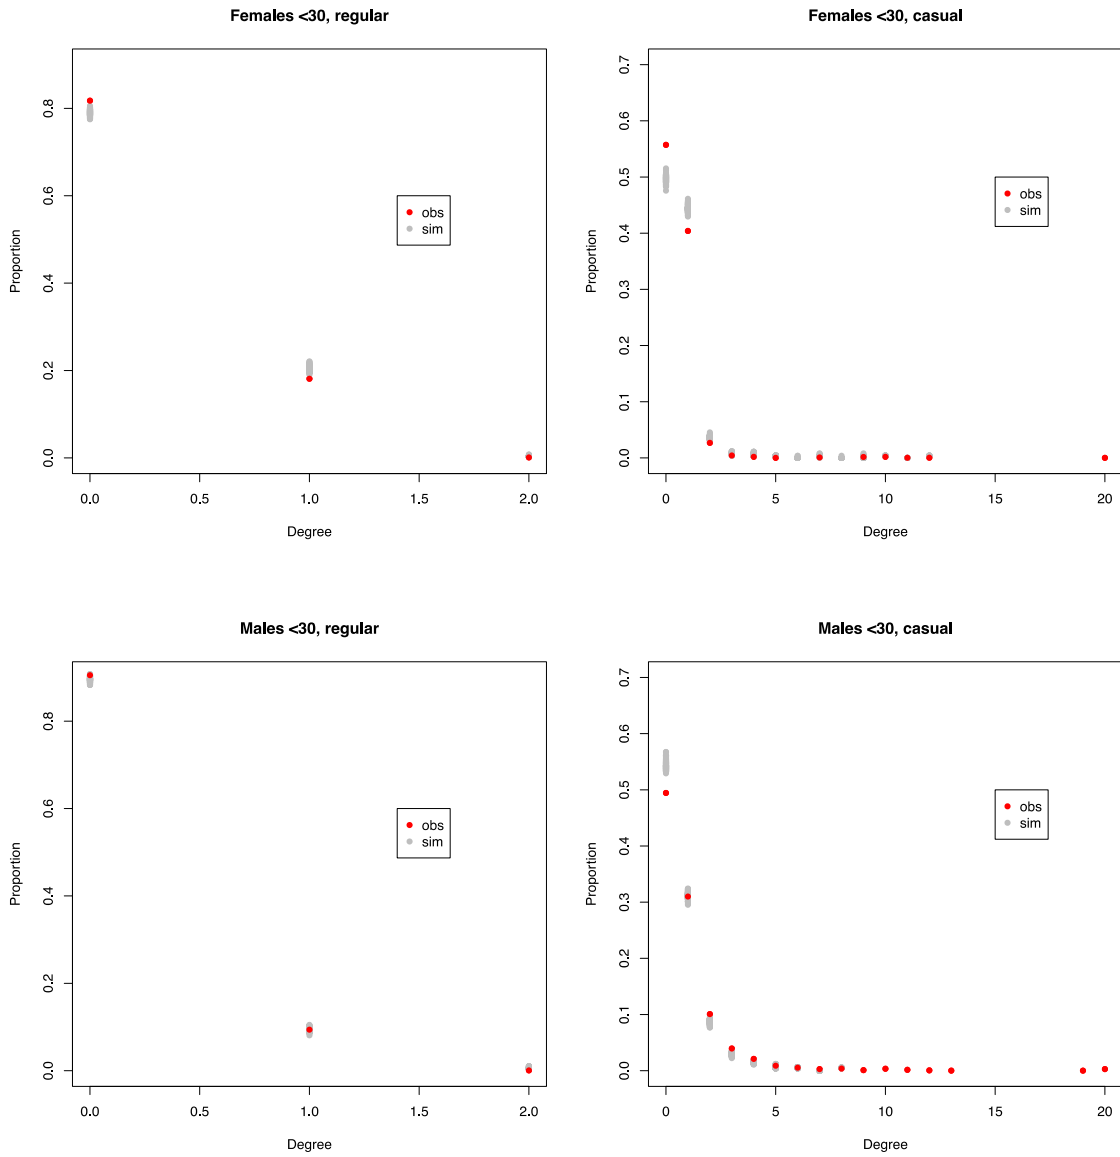 Females <30, regular
Proportion
0.0 0.2 0.4 0.6 0.8
obs
sim
0.0 0.5 1.0 1.5 2.0
Degree
Females <30, casual
Proportion
0.0 0.1 0.2 0.3 0.4 0.5 0.6 0.7
obs
sim
0 5 10 15 20
Degree
Males <30, regular
Proportion
0.0 0.2 0.4 0.6 0.8
obs
sim
0.0 0.5 1.0 1.5 2.0
Degree
Males <30, casual
Proportion
0.0 0.1 0.2 0.3 0.4 0.5 0.6 0.7
obs
sim
0 5 10 15 20
Degree